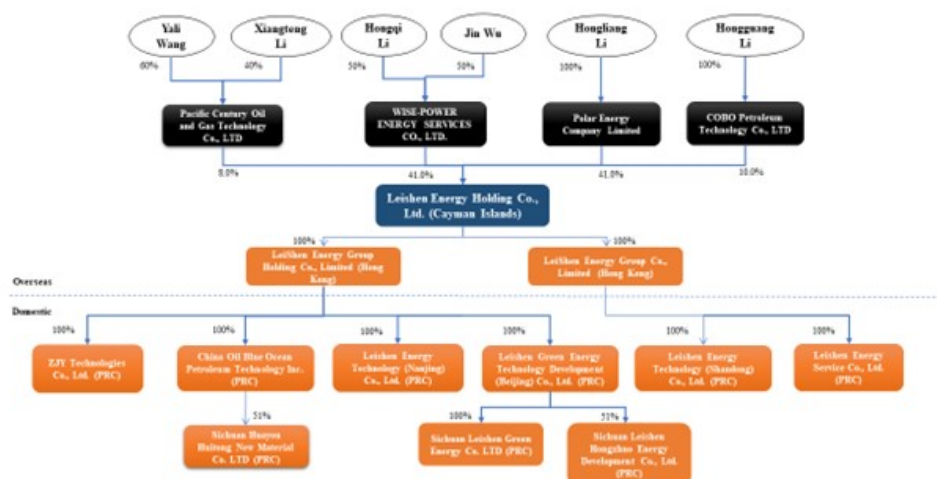 Yali
Wang
Xiangteng
Li
Hongqi
Li
Jin Wu
Hongliang
Li
Hongguang
Li
60%
40%
50%
50%
100%
100%
Pacific Century Oil
and Gas Technology
Co., LTD
WISE-POWER
ENERGY SERVICES
CO., LTD.
Polar Energy
Company Limited
COBO Petroleum
Technology Co., LTD
8.0%
41.0%
41.0%
10.0%
Leishen Energy Holding Co.,
Ltd. (Cayman Islands)
100%
100%
LeiShen Energy Group
Holding Co., Limited (Hong
Kong)
LeiShen Energy Group Co.,
Limited (Hong Kong)
Overseas
Domestic
100%
100%
100%
100%
100%
100%
ZJY Technologies
Co., Ltd. (PRC)
China Oil Blue Ocean
Petroleum Technology Inc.
(PRC)
Leishen Energy
Technology (Nanjing)
Co., Ltd. (PRC)
Leishen Green Energy
Technology Development
(Beijing) Co., Ltd. (PRC)
Leishen Energy
Technology (Shandong)
Co., Ltd. (PRC)
Leishen Energy
Service Co., Ltd.
(PRC)
51%
100%
51%
Sichuan Huayou
Huitong New Material
Co. LTD (PRC)
Sichuan Leishen Green
Energy Co. LTD (PRC)
Sichuan Leishen
Hongzhuo Energy
Development Co., Ltd.
(PRC)